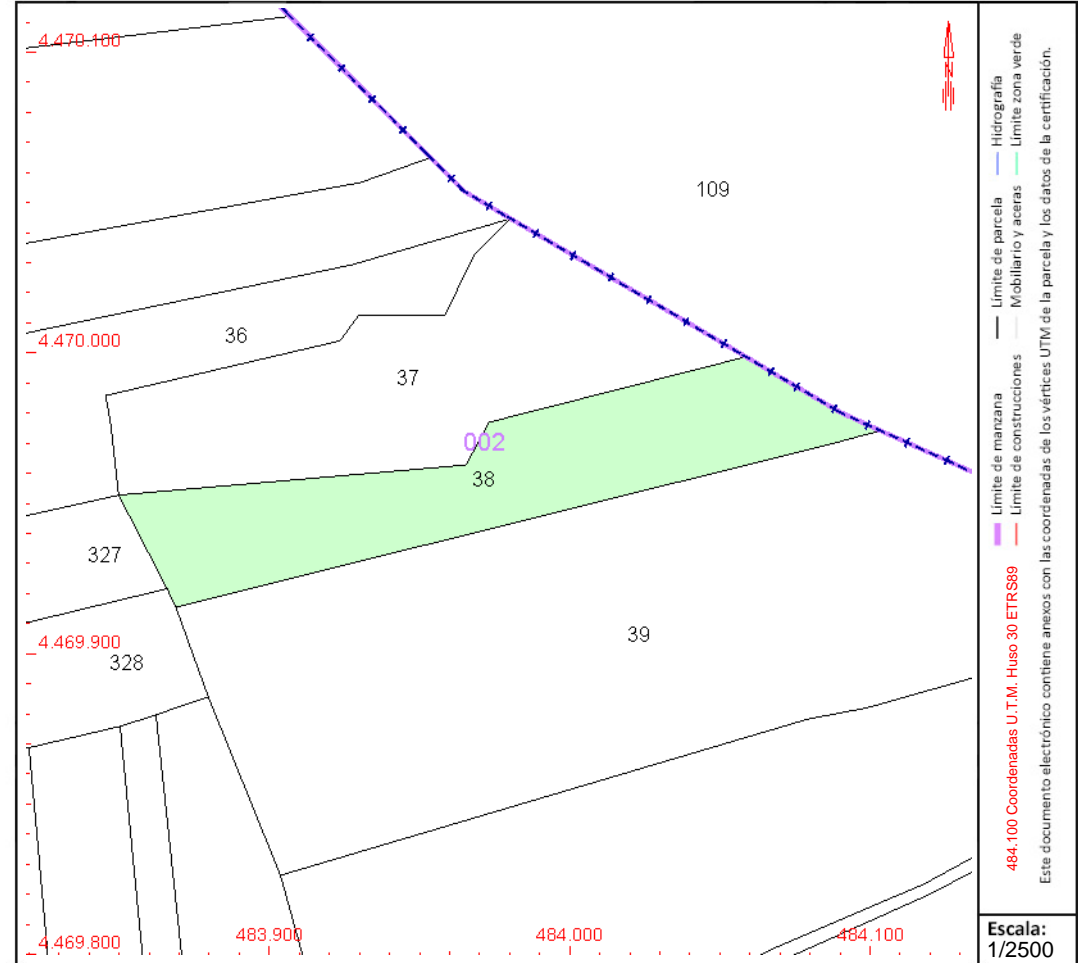 4.470.100
109
36
4.470.000
37
002
38
327
4.469.900
328
39
4.469.800
483.900
484.000
484.100
N
Límite de manzana
Límite de parcela
Hidrografía
Límite de construcciones
Mobiliario y aceras
Límite zona verde
484.100 Coordenadas U.T.M. Huso 30 ETRS89
Este documento electrónico contiene anexos con las coordenadas de los vértices UTM de la parcela y los datos de la certificación.
Escala:
1/2500